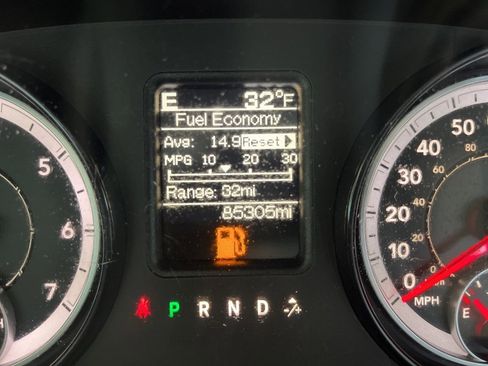 E 32°F
Fuel Economy
Avg: 14.9 Reset
MPG 10 20 30
Range: 32mi
85305mi
P R N D
5
6
7
50
40
30
20
10
0
80
60
MPH
E